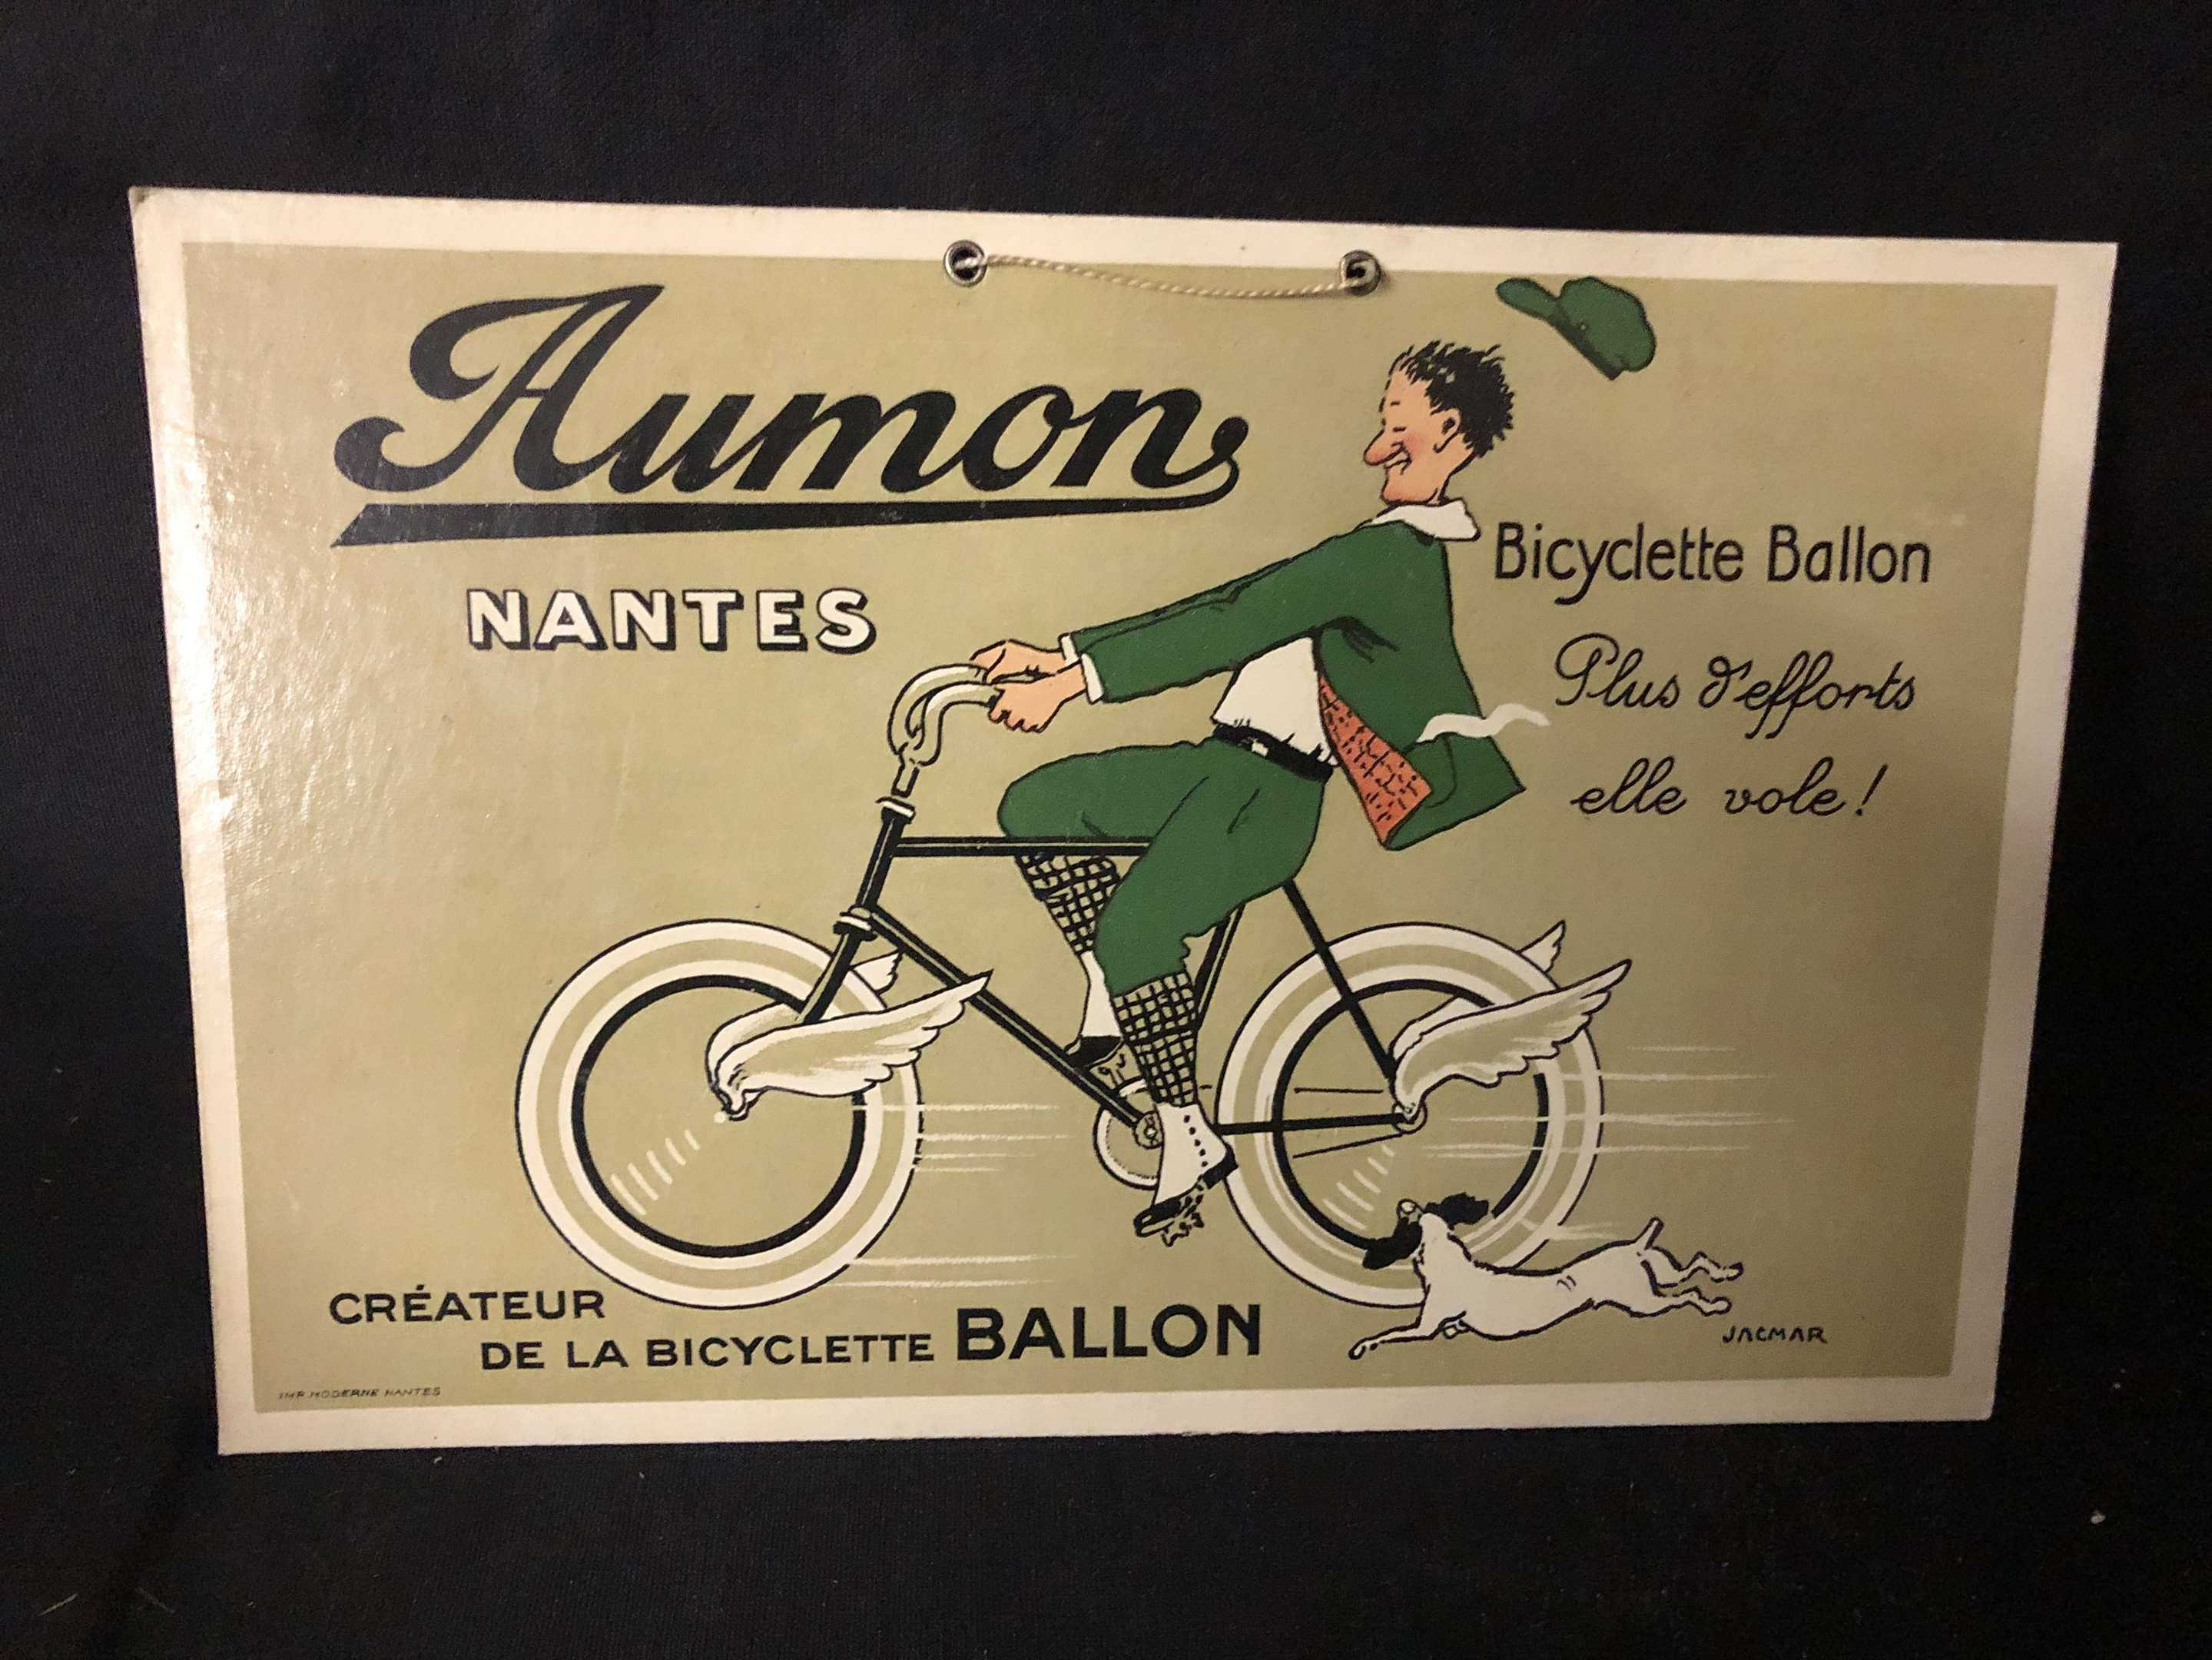 Aumon
NANTES
Bicyclette Ballon
Plus d'efforts
elle vole !
CRÉATEUR
DE LA BICYCLETTE BALLON
JACMAR
IMP. MODERNE NANTES